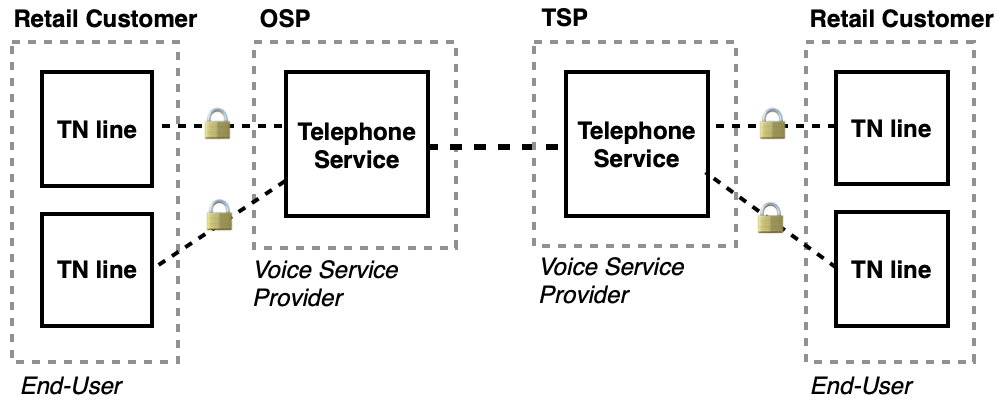 Retail Customer
OSP
TSP
Retail Customer
TN line
Telephone
Service
Telephone
Service
TN line
TN line
TN line
Voice Service
Provider
Voice Service
Provider
End-User
End-User